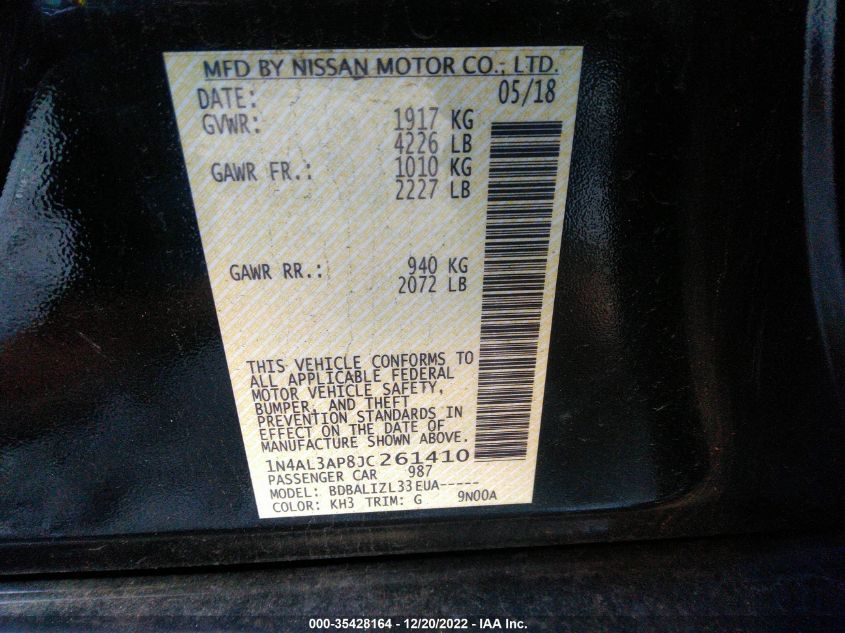 MFD BY NISSAN MOTOR CO., LTD.
DATE: 05/18
GVWR: 1917 KG
4226 LB
GAWR FR.: 1010 KG
2227 LB
GAWR RR.: 940 KG
2072 LB
THIS VEHICLE CONFORMS TO
ALL APPLICABLE FEDERAL
MOTOR VEHICLE SAFETY,
BUMPER, AND THEFT
PREVENTION STANDARDS IN
EFFECT ON THE DATE OF
MANUFACTURE SHOWN ABOVE.
1N4AL3AP8JC261410
PASSENGER CAR 987
MODEL: BDBALIZL33EUA-----
COLOR: KH3 TRIM: G 9N00A
000-35428164 - 12/20/2022 - IAA Inc.